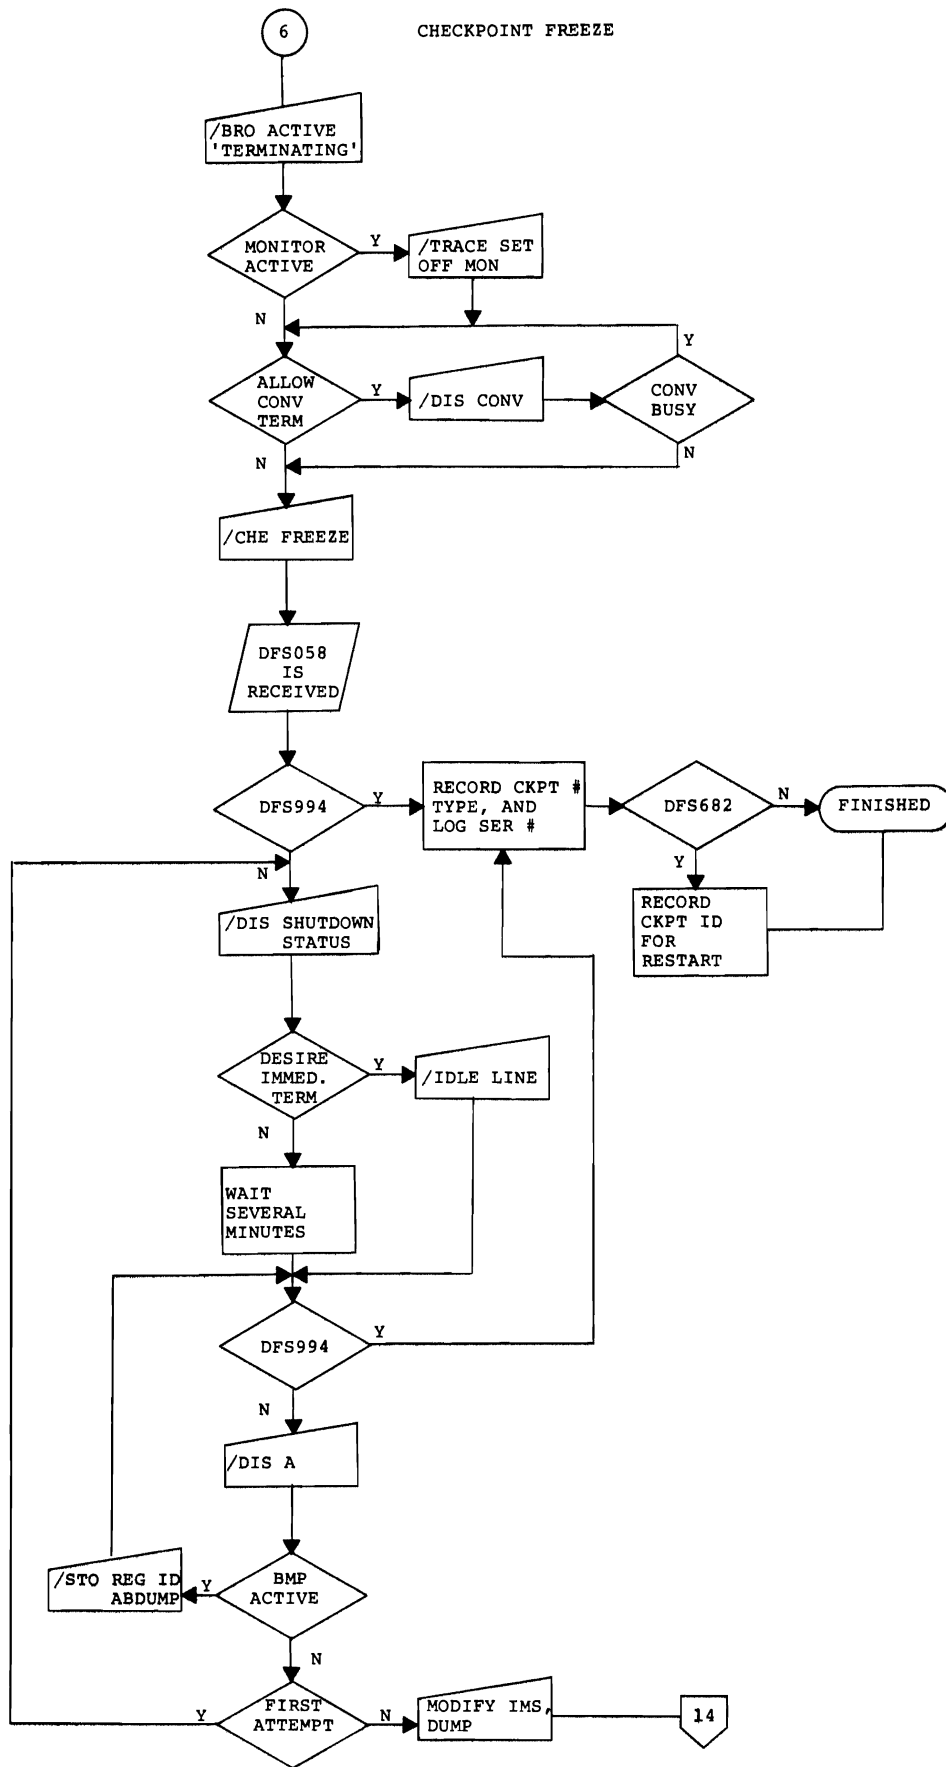 6
CHECKPOINT FREEZE
/BRO ACTIVE
'TERMINATING'
MONITOR
ACTIVE
Y
/TRACE SET
OFF MON
N
Y
ALLOW
CONV
TERM
Y
/DIS CONV
CONV
BUSY
N
N
/CHE FREEZE
DFS058
IS
RECEIVED
DFS994
Y
RECORD CKPT #
TYPE, AND
LOG SER #
DFS682
N
FINISHED
N
Y
/DIS SHUTDOWN
STATUS
RECORD
CKPT ID
FOR
RESTART
DESIRE
IMMED.
TERM
Y
/IDLE LINE
N
WAIT
SEVERAL
MINUTES
DFS994
Y
N
/DIS A
/STO REG ID
ABDUMP
Y
BMP
ACTIVE
N
Y
FIRST
ATTEMPT
N
MODIFY IMS,
DUMP
14